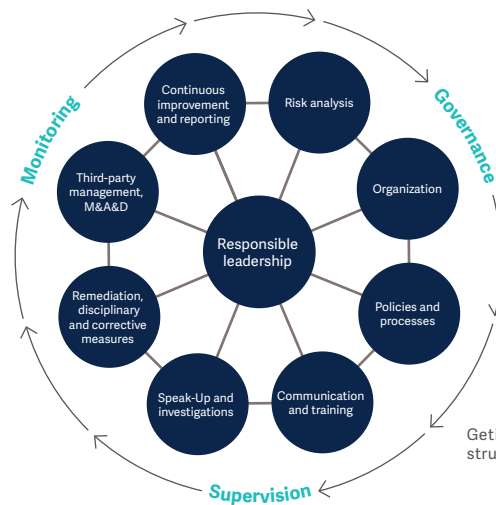 Continuous
improvement
and reporting
Risk analysis
Monitoring
Governance
Third-party
management,
M&A&D
Organization
Responsible
leadership
Remediation,
disciplinary
and corrective
measures
Policies and
processes
Speak-Up and
investigations
Communication
and training
Supervision